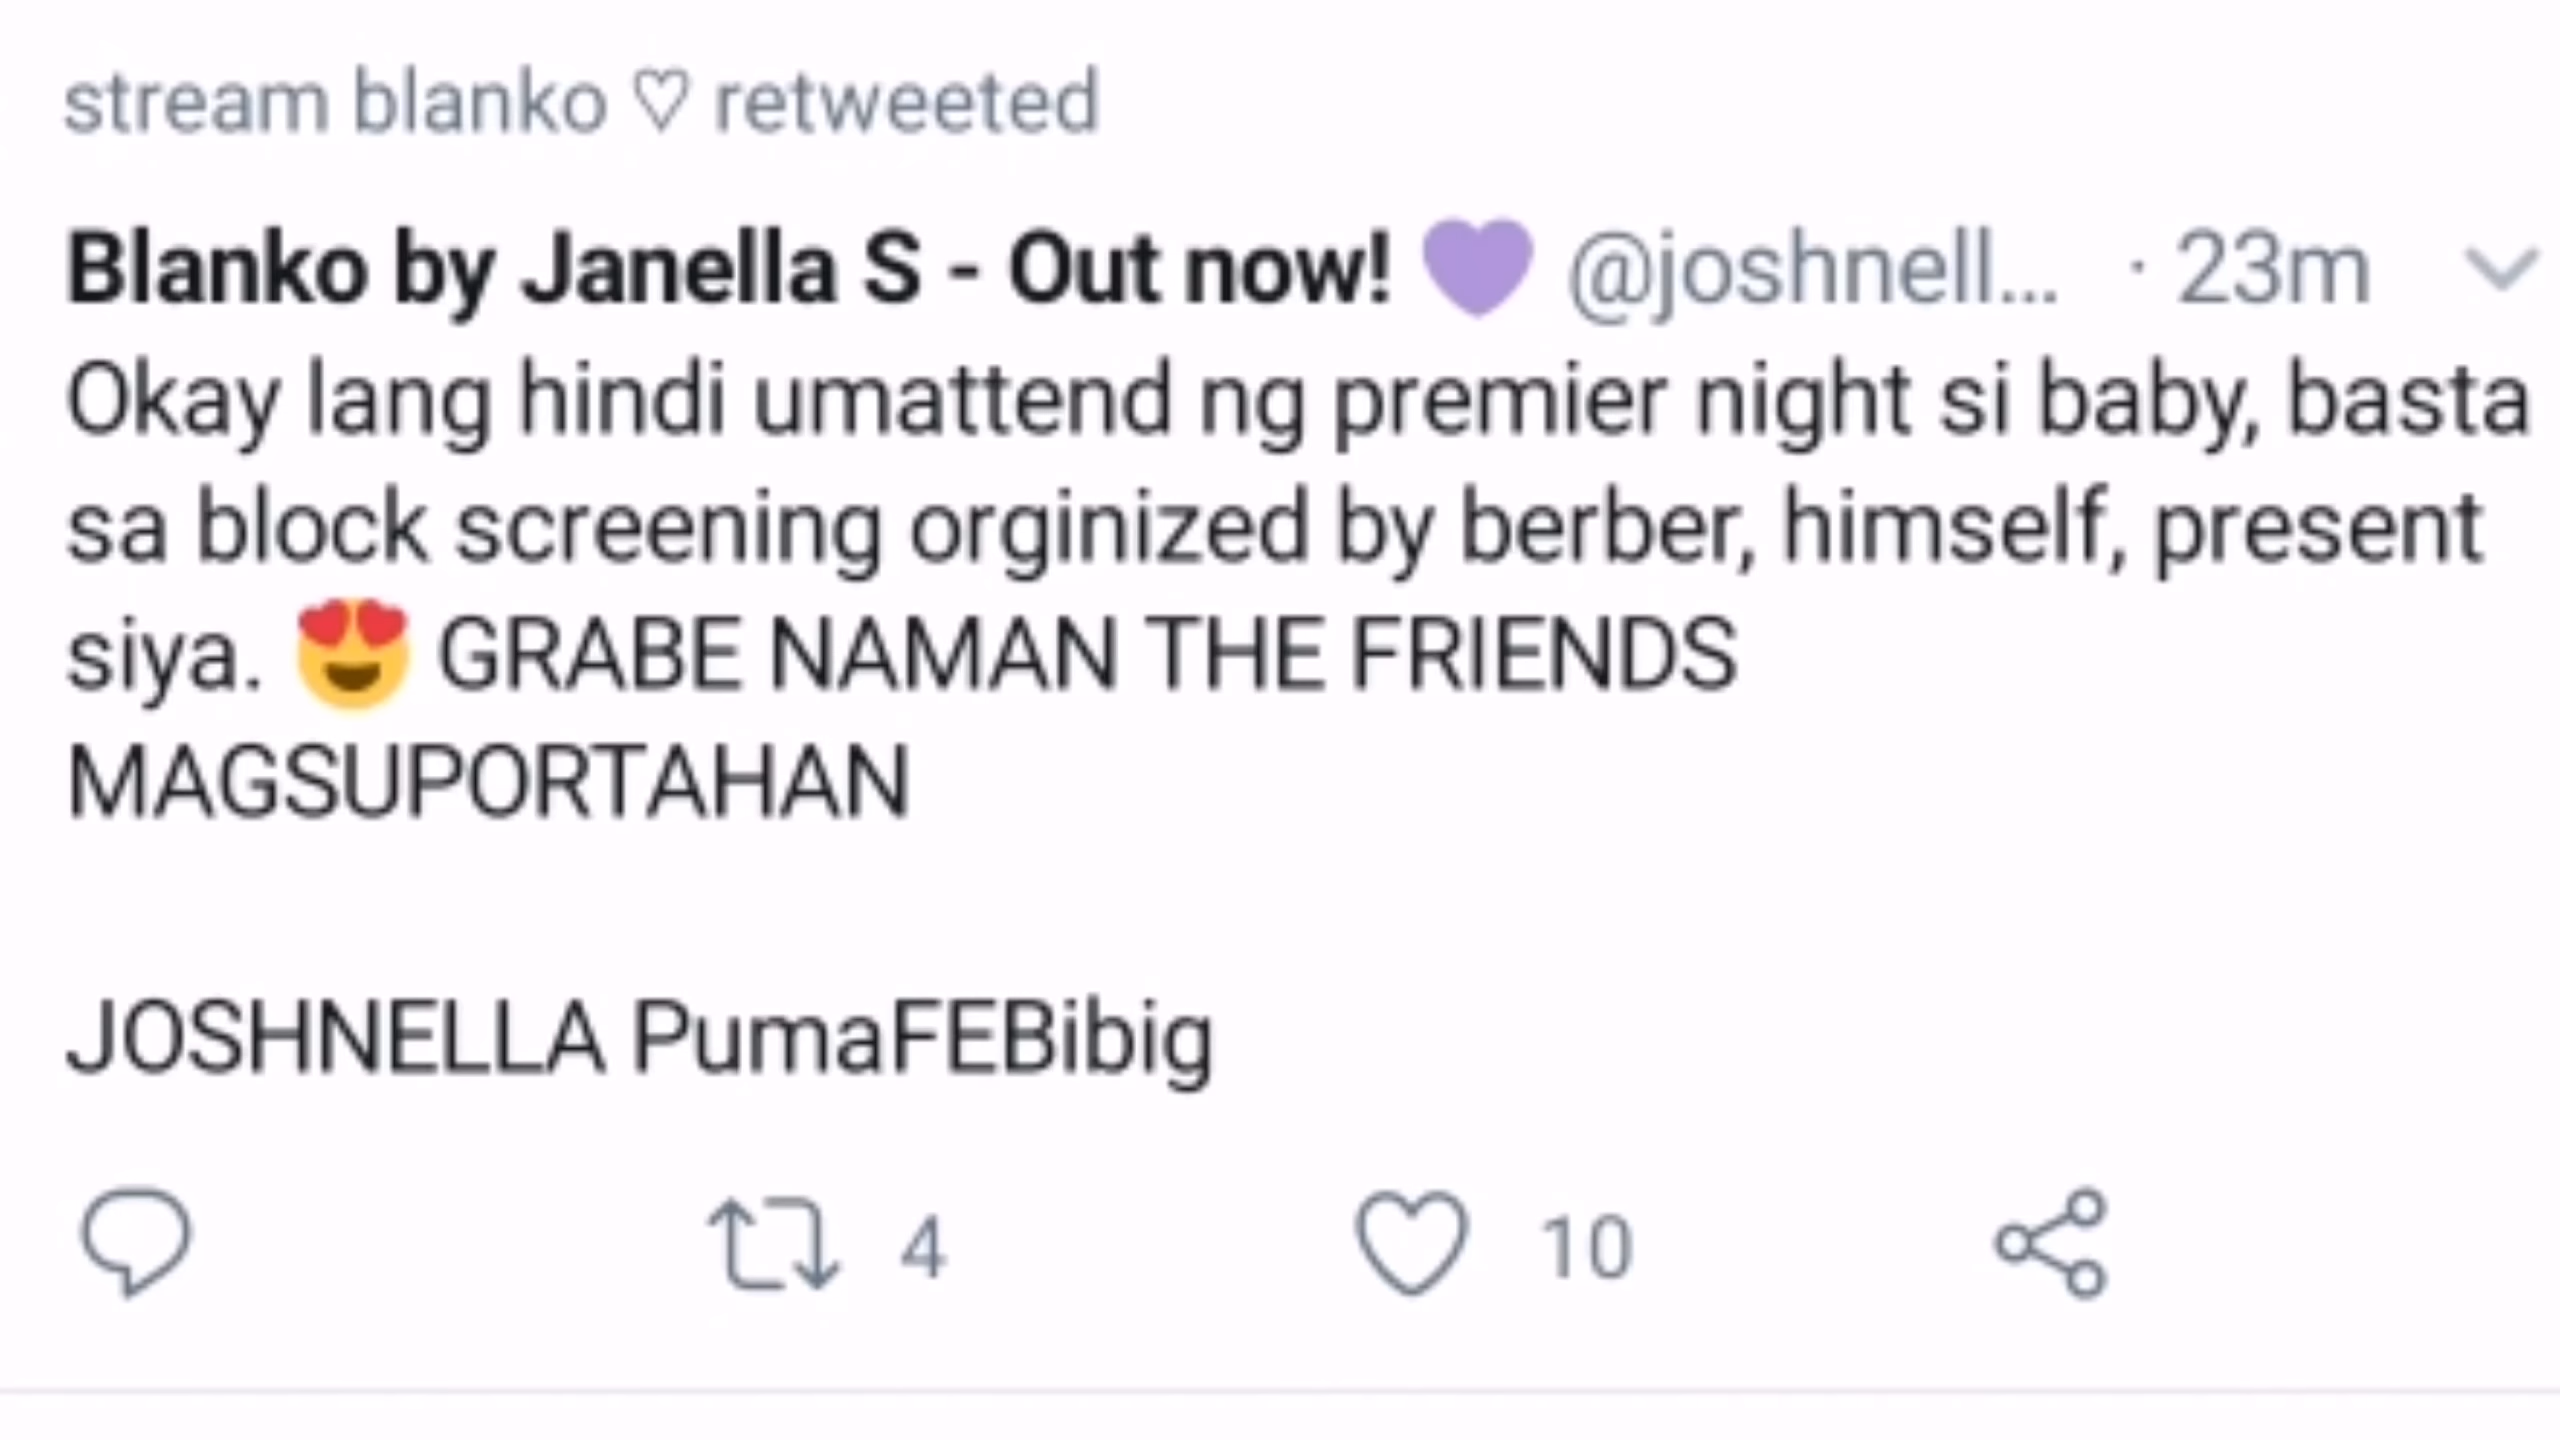 stream blanko ♡ retweeted
Blanko by Janella S - Out now! 💜 @joshnell... · 23m
Okay lang hindi umattend ng premier night si baby, basta
sa block screening orginized by berber, himself, present
siya. 😍 GRABE NAMAN THE FRIENDS
MAGSUPORTAHAN
JOSHNELLA PumaFEBibig
4 10